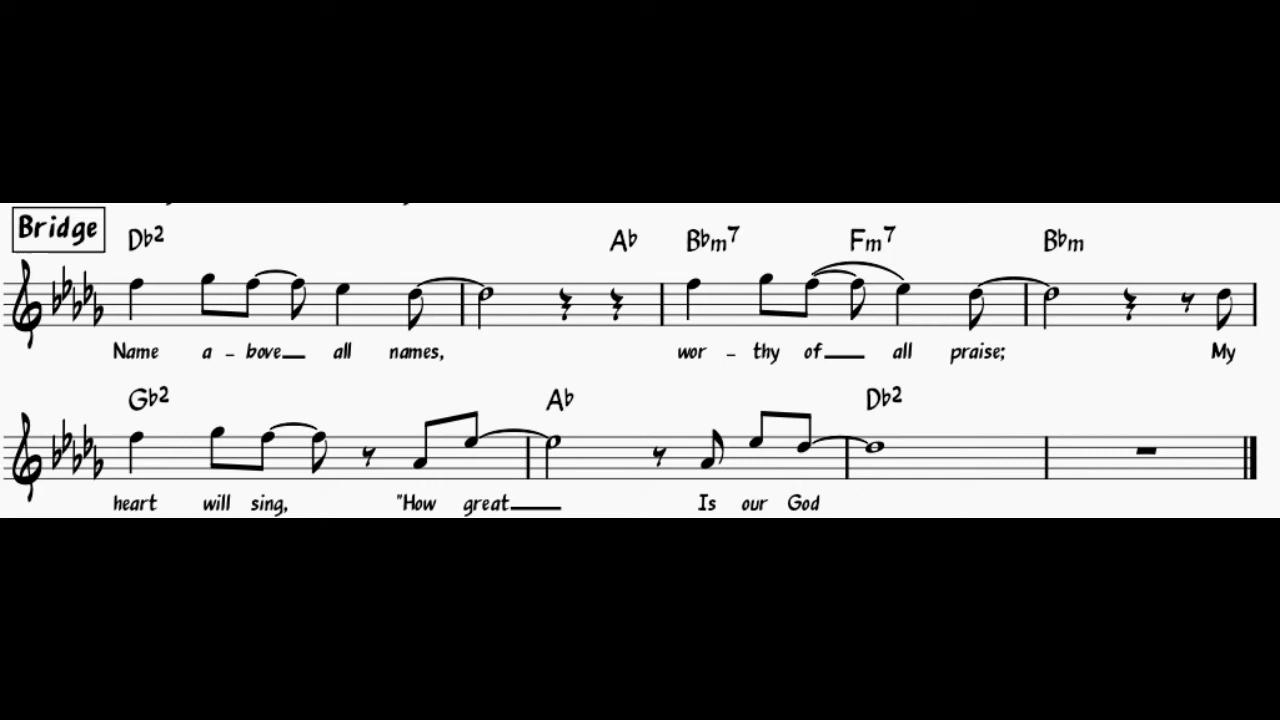 Bridge
Db2 Ab Bbm7 Fm7 Bbm
Name a - bove all names, wor - thy of all praise; My
Gb2 Ab Db2
heart will sing, "How great Is our God